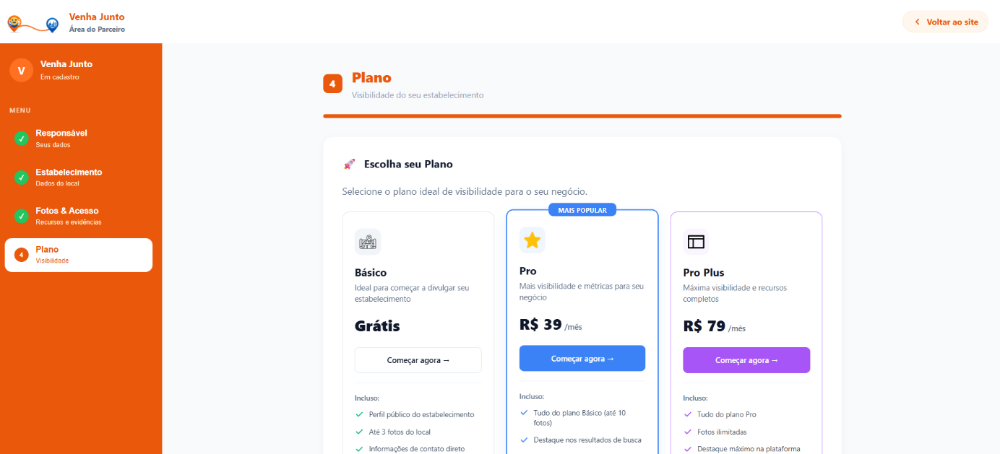 Venha Junto
Área do Parceiro
Voltar ao site
V
Venha Junto
Em cadastro
MENU
Responsável
Seus dados
Estabelecimento
Dados do local
Fotos & Acesso
Recursos e evidências
4
Plano
Visibilidade
4
Plano
Visibilidade do seu estabelecimento
Escolha seu Plano
Selecione o plano ideal de visibilidade para o seu negócio.
Básico
Ideal para começar a divulgar seu
estabelecimento
Grátis
Começar agora →
Incluso:
Perfil público do estabelecimento
Até 3 fotos do local
Informações de contato direto
MAIS POPULAR
Pro
Mais visibilidade e métricas para seu
negócio
R$ 39 /mês
Começar agora →
Incluso:
Tudo do plano Básico (até 10
fotos)
Destaque nos resultados de busca
Pro Plus
Máxima visibilidade e recursos
completos
R$ 79 /mês
Começar agora →
Incluso:
Tudo do plano Pro
Fotos ilimitadas
Destaque máximo na plataforma